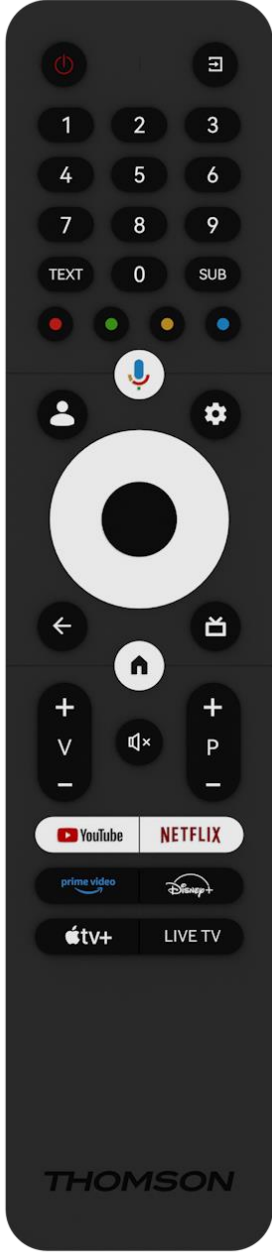 1 2 3
4 5 6
7 8 9
TEXT 0 SUB
+ +
V P
− −
YouTube NETFLIX
prime video Disney+
tv+ LIVE TV
THOMSON